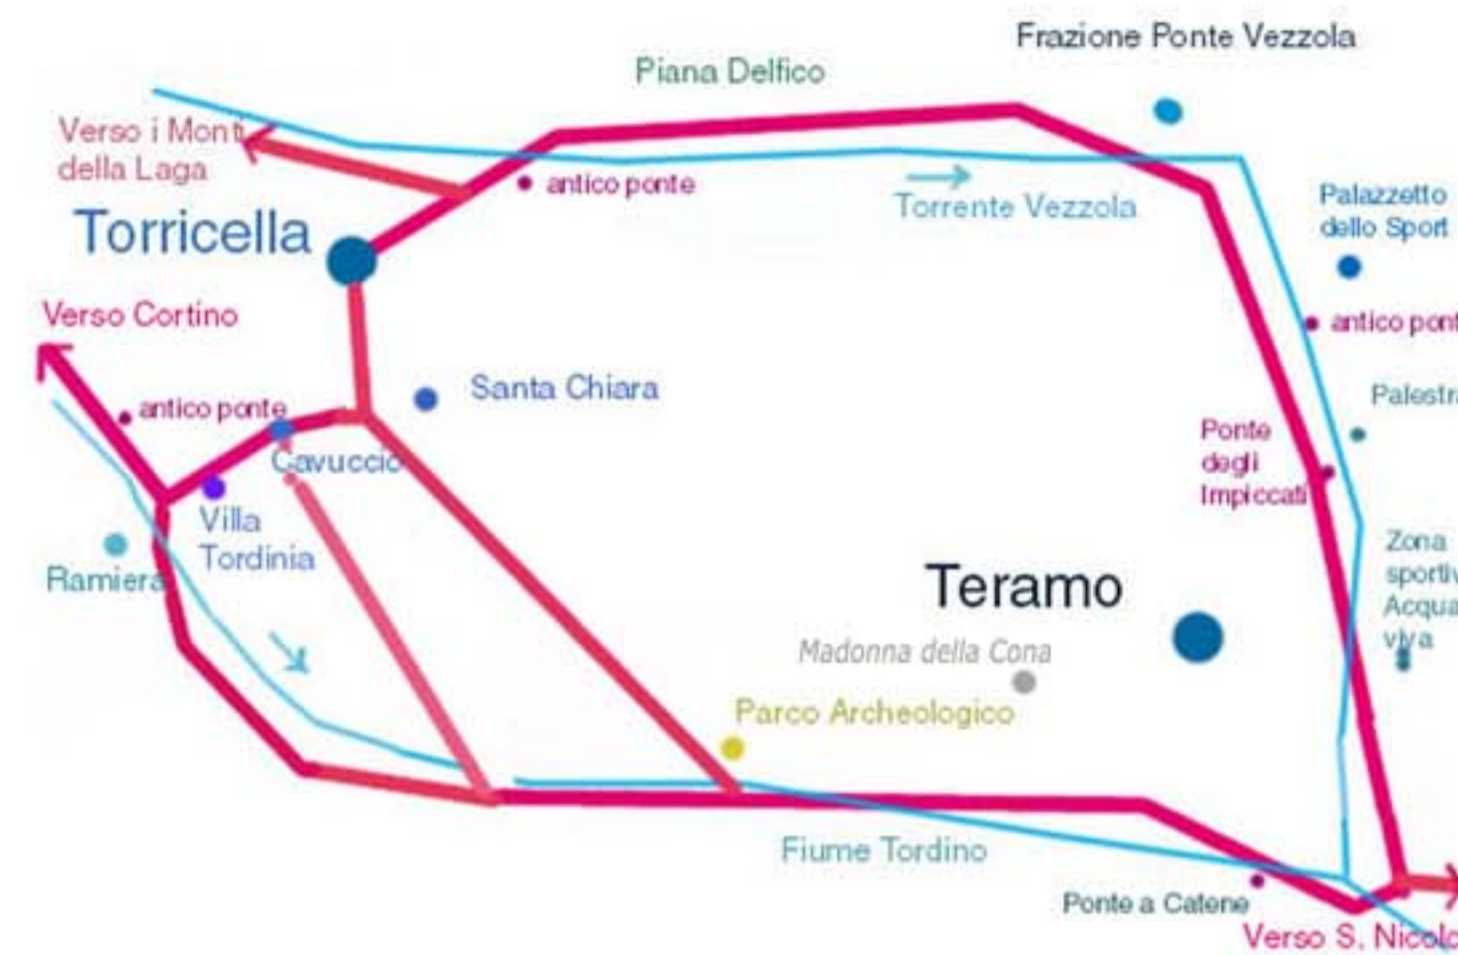 Frazione Ponte Vezzola
Piana Delfico
Verso i Monti
della Laga
antico ponte
Torrente Vezzola
Palazzetto
dello Sport
Torricella
Verso Cortino
antico pont
Santa Chiara
Palestra
antico ponte
Ponte
degli
Impiccati
Cavuccio
Villa
Tordinia
Zona
sportiv
Acqua
viva
Ramiera
Teramo
Madonna della Cona
Parco Archeologico
Fiume Tordino
Ponte a Catene
Verso S. Nicolo